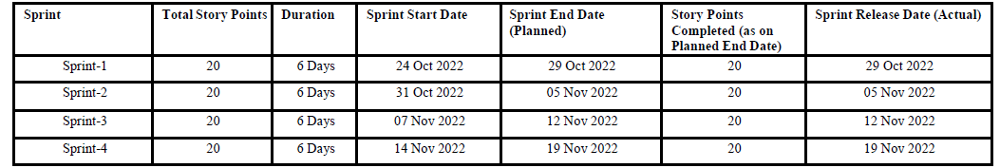 Sprint Total Story Points Duration Sprint Start Date Sprint End Date (Planned) Story Points Completed (as on Planned End Date) Sprint Release Date (Actual)
Sprint-1 20 6 Days 24 Oct 2022 29 Oct 2022 20 29 Oct 2022
Sprint-2 20 6 Days 31 Oct 2022 05 Nov 2022 20 05 Nov 2022
Sprint-3 20 6 Days 07 Nov 2022 12 Nov 2022 20 12 Nov 2022
Sprint-4 20 6 Days 14 Nov 2022 19 Nov 2022 20 19 Nov 2022